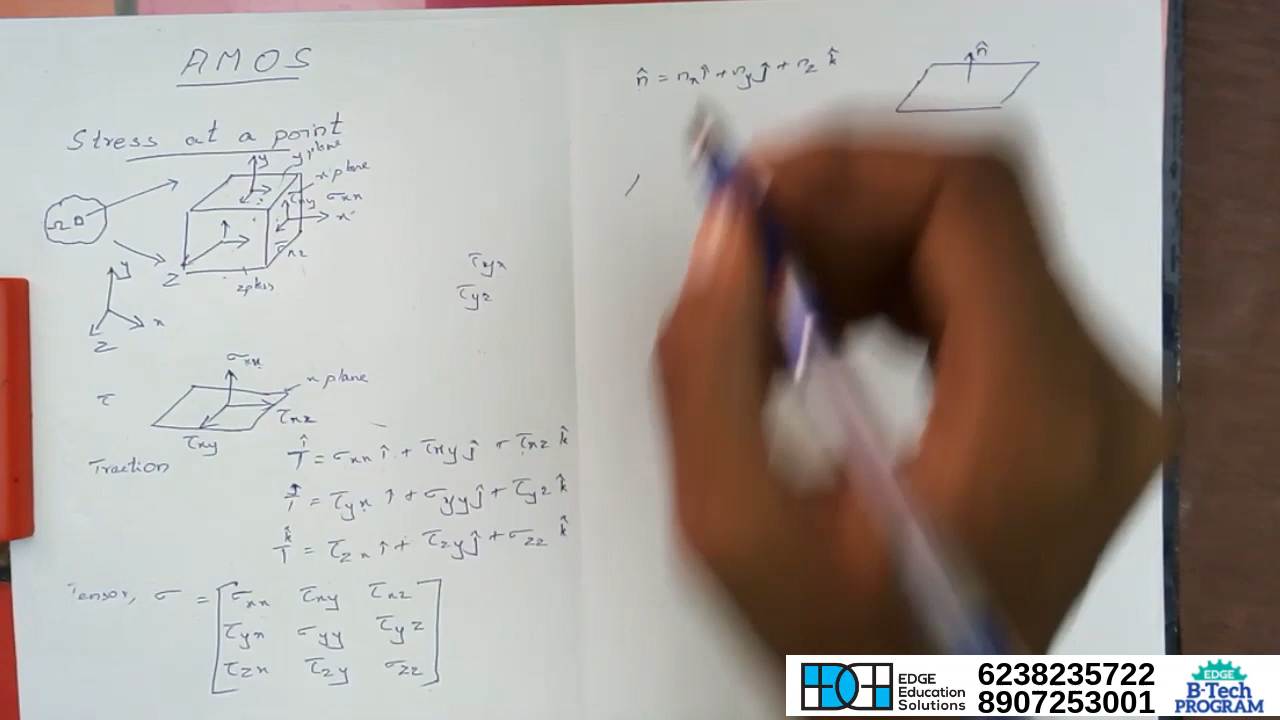 AMOS
Stress at a point
y
y plane
x plane
τxy σxx
x
τxz
Z
z plane
y
x
Z
τyx
τyz
σxx
x plane
τ
τxz
τxy
Traction
T̂ = σxx î + τxy ĵ + τxz k̂
T = τyx î + σyy ĵ + τyz k̂
T = τzx î + τzy ĵ + σzz k̂
Tensor, σ = [σxx τxy τxz
τyx σyy τyz
τzx τzy σzz]
n̂ = nx î + ny ĵ + nz k̂
n̂
EDGE
Education
Solutions
6238235722
8907253001
EDGE
B-Tech
PROGRAM